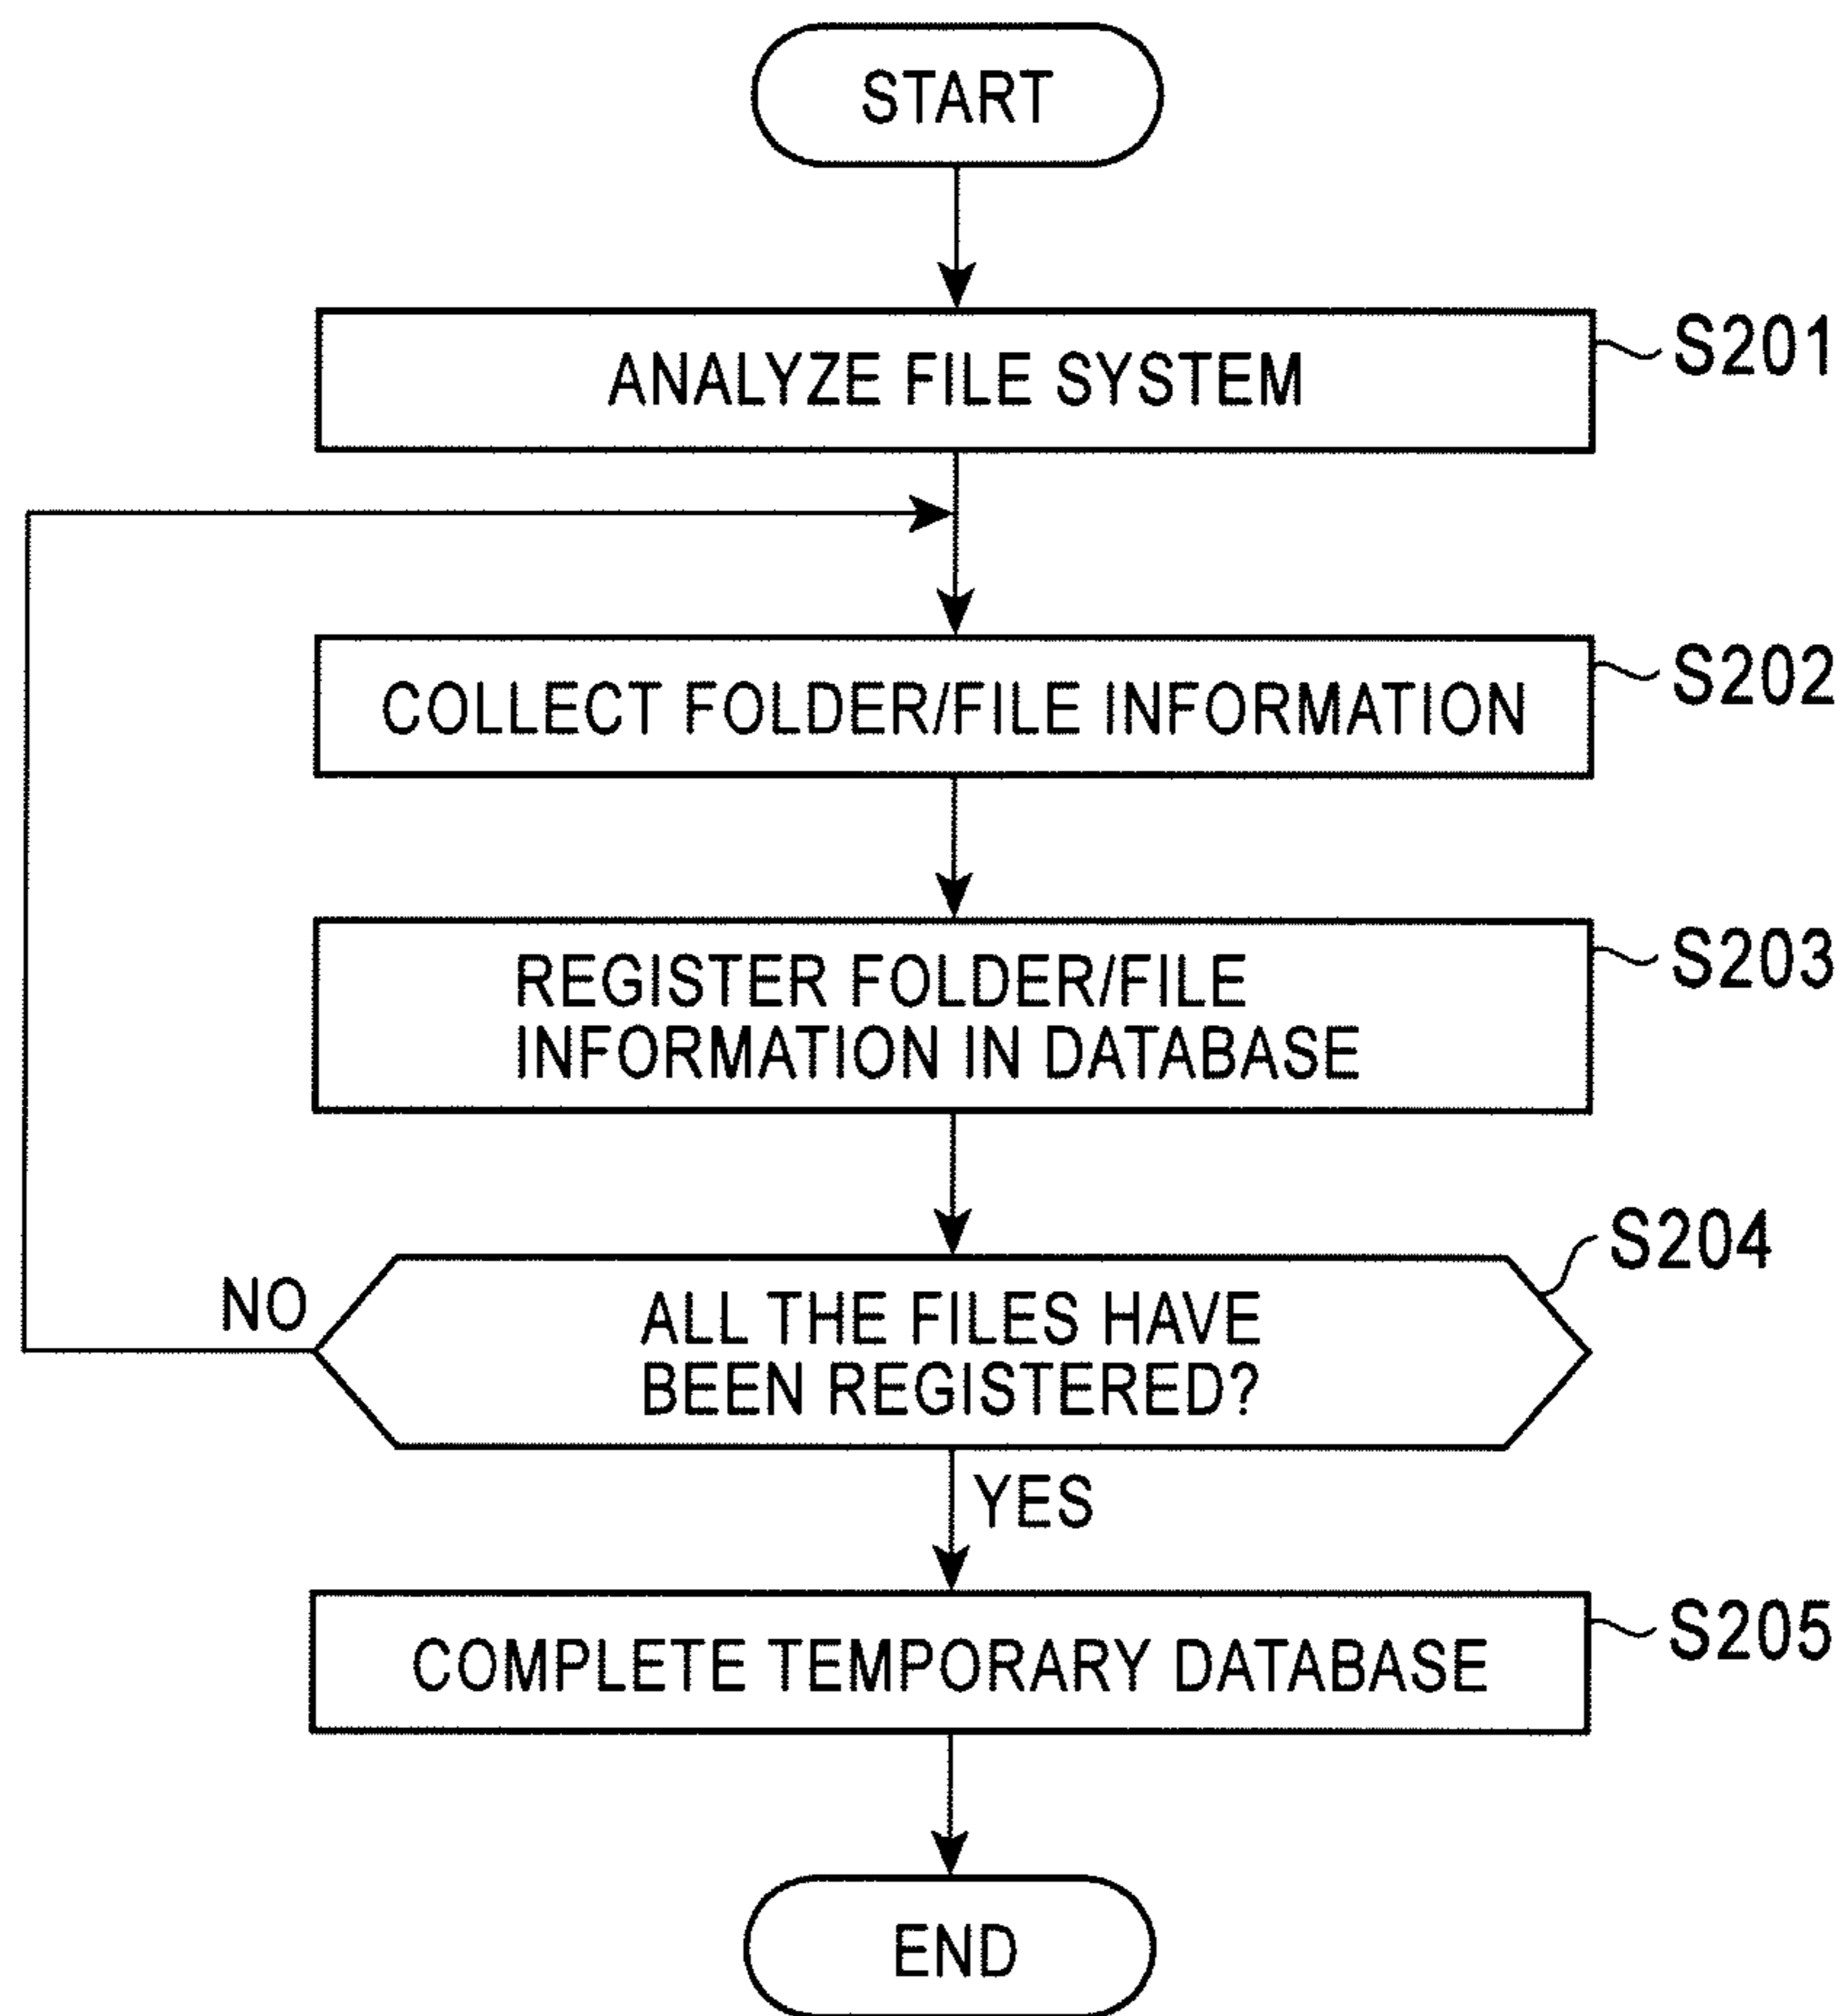 START
ANALYZE FILE SYSTEM
S201
COLLECT FOLDER/FILE INFORMATION
S202
REGISTER FOLDER/FILE
INFORMATION IN DATABASE
S203
ALL THE FILES HAVE
BEEN REGISTERED?
S204
NO
YES
COMPLETE TEMPORARY DATABASE
S205
END